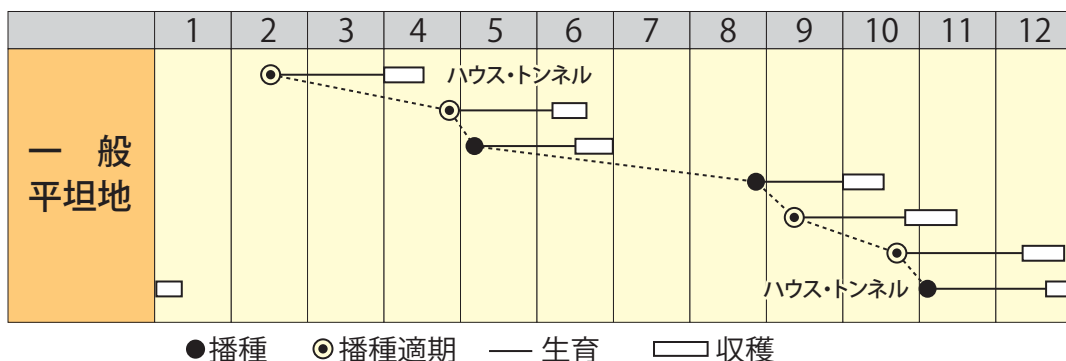 1 2 3 4 5 6 7 8 9 10 11 12
ハウス・トンネル
一 般
平坦地
ハウス・トンネル
●播種 播種適期 生育 収穫